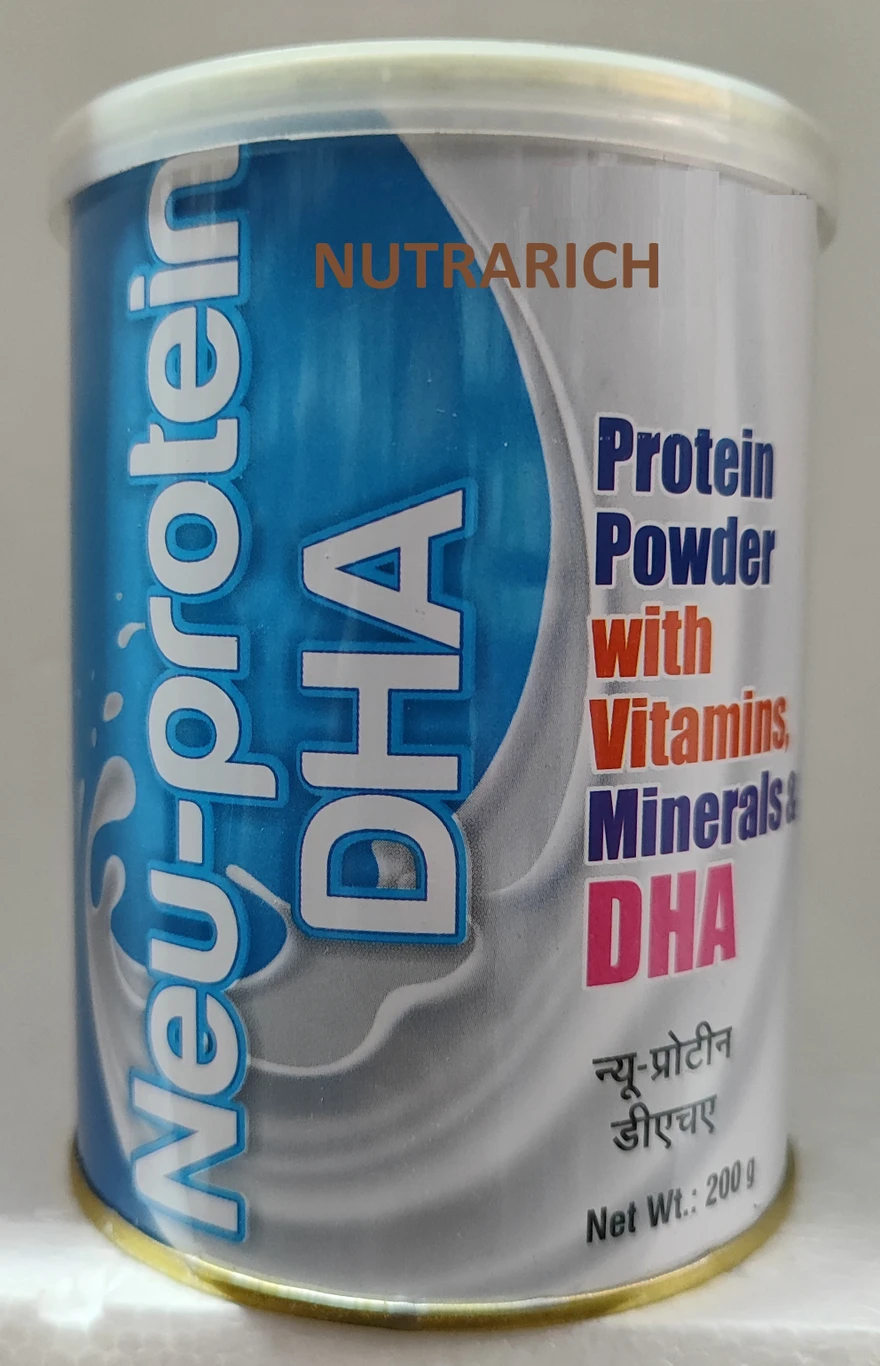 NUTRARICH
Neu-protein
DHA
Protein
Powder
with
Vitamins,
Minerals &
DHA
न्यू-प्रोटीन
डीएचए
Net Wt.: 200 g